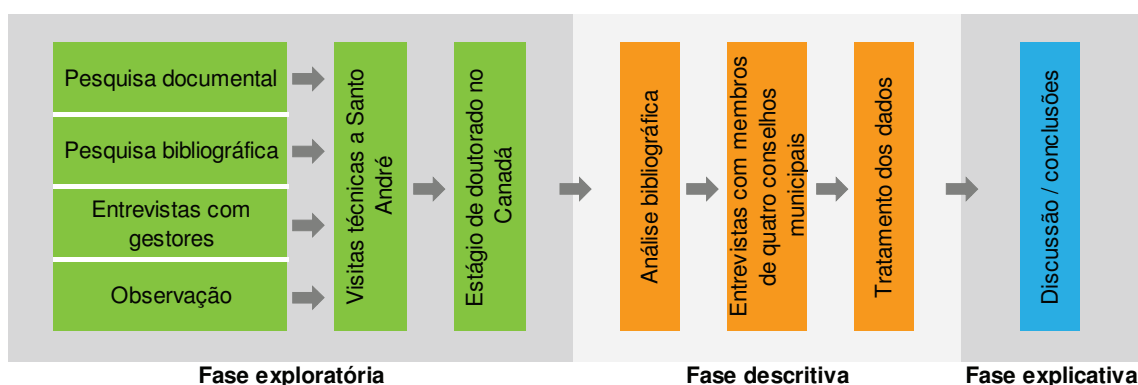 Pesquisa documental
Pesquisa bibliográfica
Entrevistas com
gestores
Observação
Visitas técnicas a Santo
André
Estágio de doutorado no
Canadá
Análise bibliográfica
Entrevistas com membros
de quatro conselhos
municipais
Tratamento dos dados
Discussão / conclusões
Fase exploratória
Fase descritiva
Fase explicativa